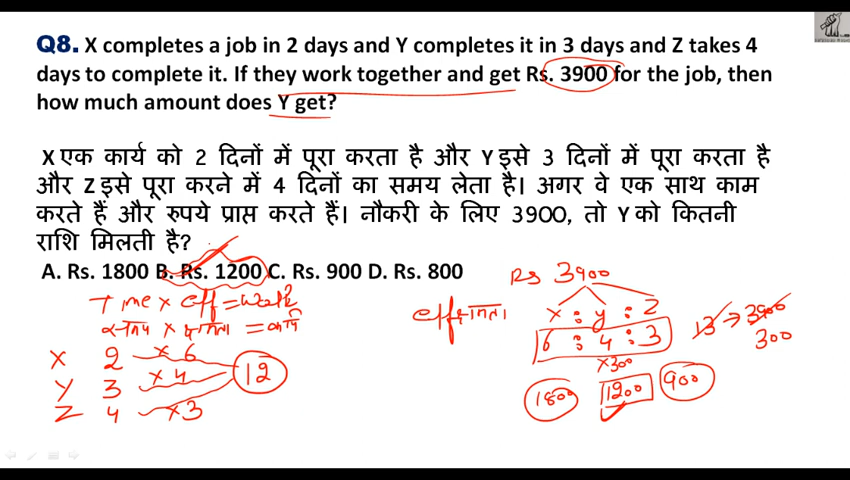 Q8. X completes a job in 2 days and Y completes it in 3 days and Z takes 4
days to complete it. If they work together and get Rs. 3900 for the job, then
how much amount does Y get?
X एक कार्य को 2 दिनों में पूरा करता है और Y इसे 3 दिनों में पूरा करता है
और Z इसे पूरा करने में 4 दिनों का समय लेता है। अगर वे एक साथ काम
करते हैं और रुपये प्राप्त करते हैं। नौकरी के लिए 3900, तो Y को कितनी
राशि मिलती है?
A. Rs. 1800 B. Rs. 1200 C. Rs. 900 D. Rs. 800
Time × eff = work
समय × क्षमता = कार्य
X 2 × 6
Y 3 × 4 12
Z 4 × 3
Rs 3900
eff क्षमता x : y : z
6 : 4 : 3 13 → 3900
300
×300
1800 1200 900